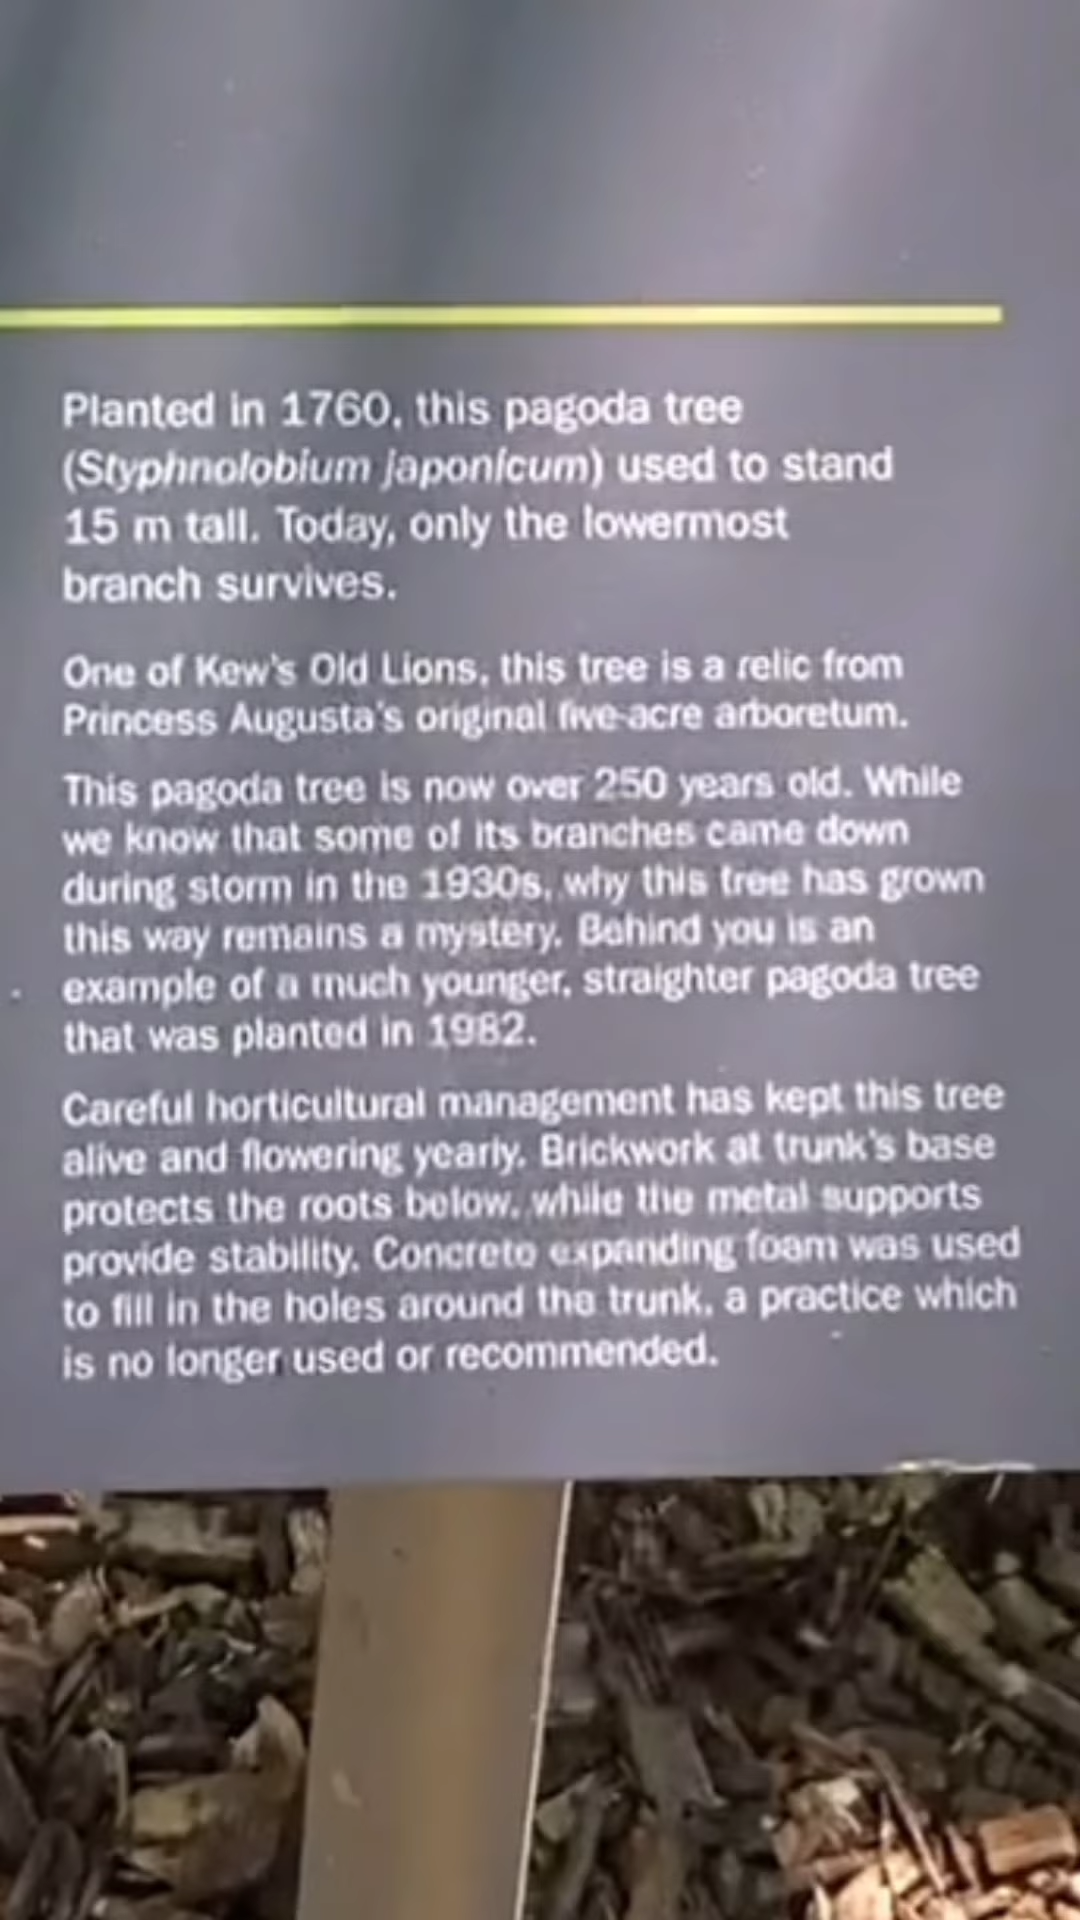 Planted in 1760, this pagoda tree
(Styphnolobium japonicum) used to stand
15 m tall. Today, only the lowermost
branch survives.
One of Kew's Old Lions, this tree is a relic from
Princess Augusta's original five-acre arboretum.
This pagoda tree is now over 250 years old. While
we know that some of its branches came down
during storm in the 1930s, why this tree has grown
this way remains a mystery. Behind you is an
example of a much younger, straighter pagoda tree
that was planted in 1982.
Careful horticultural management has kept this tree
alive and flowering yearly. Brickwork at trunk's base
protects the roots below, while the metal supports
provide stability. Concrete expanding foam was used
to fill in the holes around the trunk, a practice which
is no longer used or recommended.